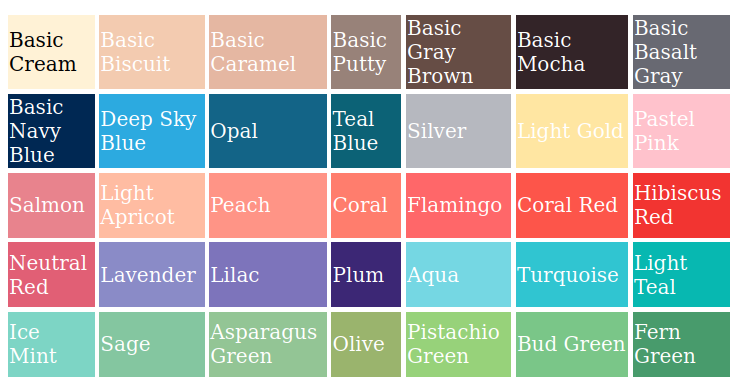 Basic
Cream
Basic
Biscuit
Basic
Caramel
Basic
Putty
Basic
Gray
Brown
Basic
Mocha
Basic
Basalt
Gray
Basic
Navy
Blue
Deep Sky
Blue
Opal
Teal
Blue
Silver
Light Gold
Pastel
Pink
Salmon
Light
Apricot
Peach
Coral
Flamingo
Coral Red
Hibiscus
Red
Neutral
Red
Lavender
Lilac
Plum
Aqua
Turquoise
Light
Teal
Ice
Mint
Sage
Asparagus
Green
Olive
Pistachio
Green
Bud Green
Fern
Green